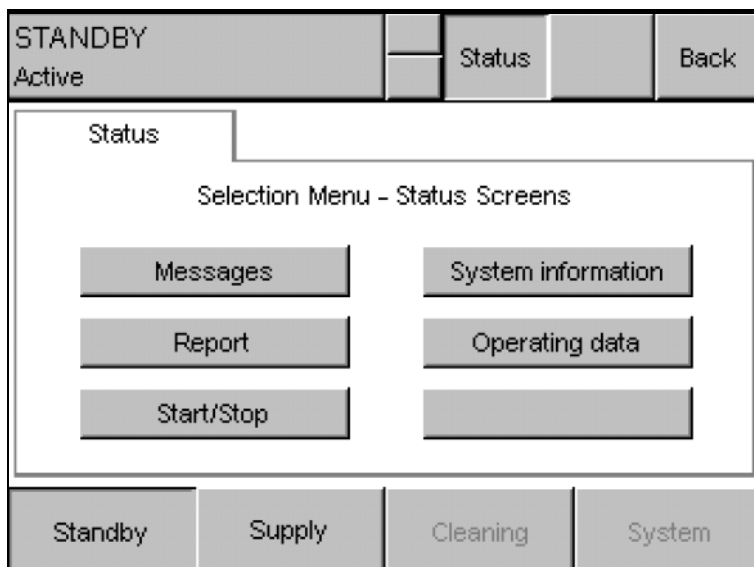 STANDBY
Active
Status
Back
Status
Selection Menu - Status Screens
Messages
System information
Report
Operating data
Start/Stop
Standby
Supply
Cleaning
System